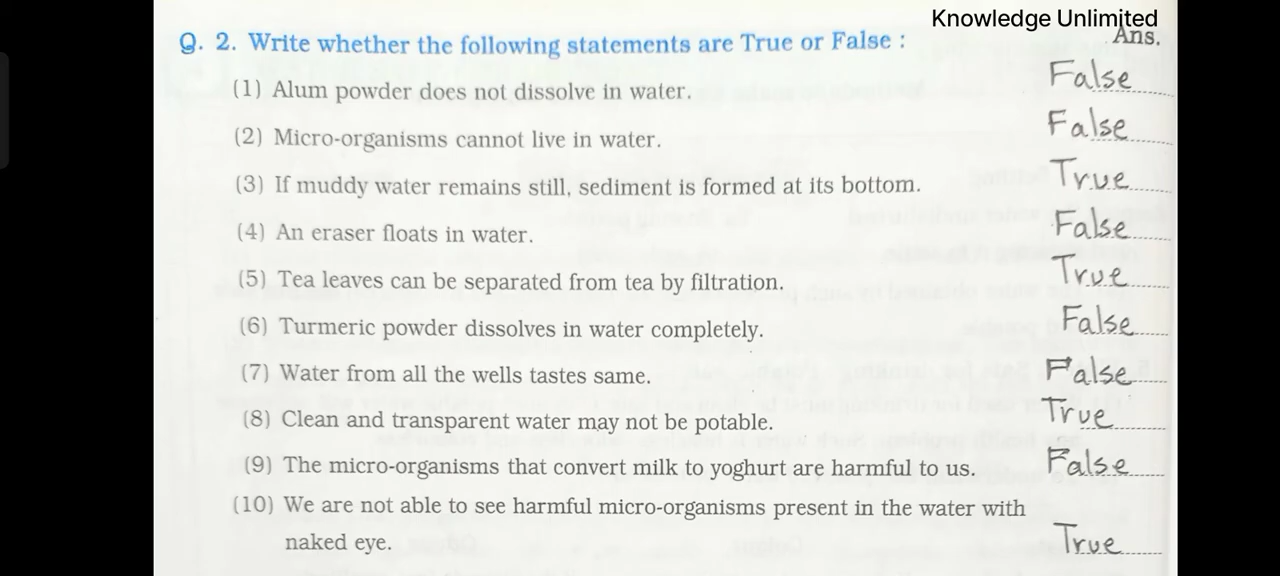 Knowledge Unlimited
Q. 2. Write whether the following statements are True or False : Ans.
(1) Alum powder does not dissolve in water. False
(2) Micro-organisms cannot live in water. False
(3) If muddy water remains still, sediment is formed at its bottom. True
(4) An eraser floats in water. False
(5) Tea leaves can be separated from tea by filtration. True
(6) Turmeric powder dissolves in water completely. False
(7) Water from all the wells tastes same. False
(8) Clean and transparent water may not be potable. True
(9) The micro-organisms that convert milk to yoghurt are harmful to us. False
(10) We are not able to see harmful micro-organisms present in the water with
naked eye. True